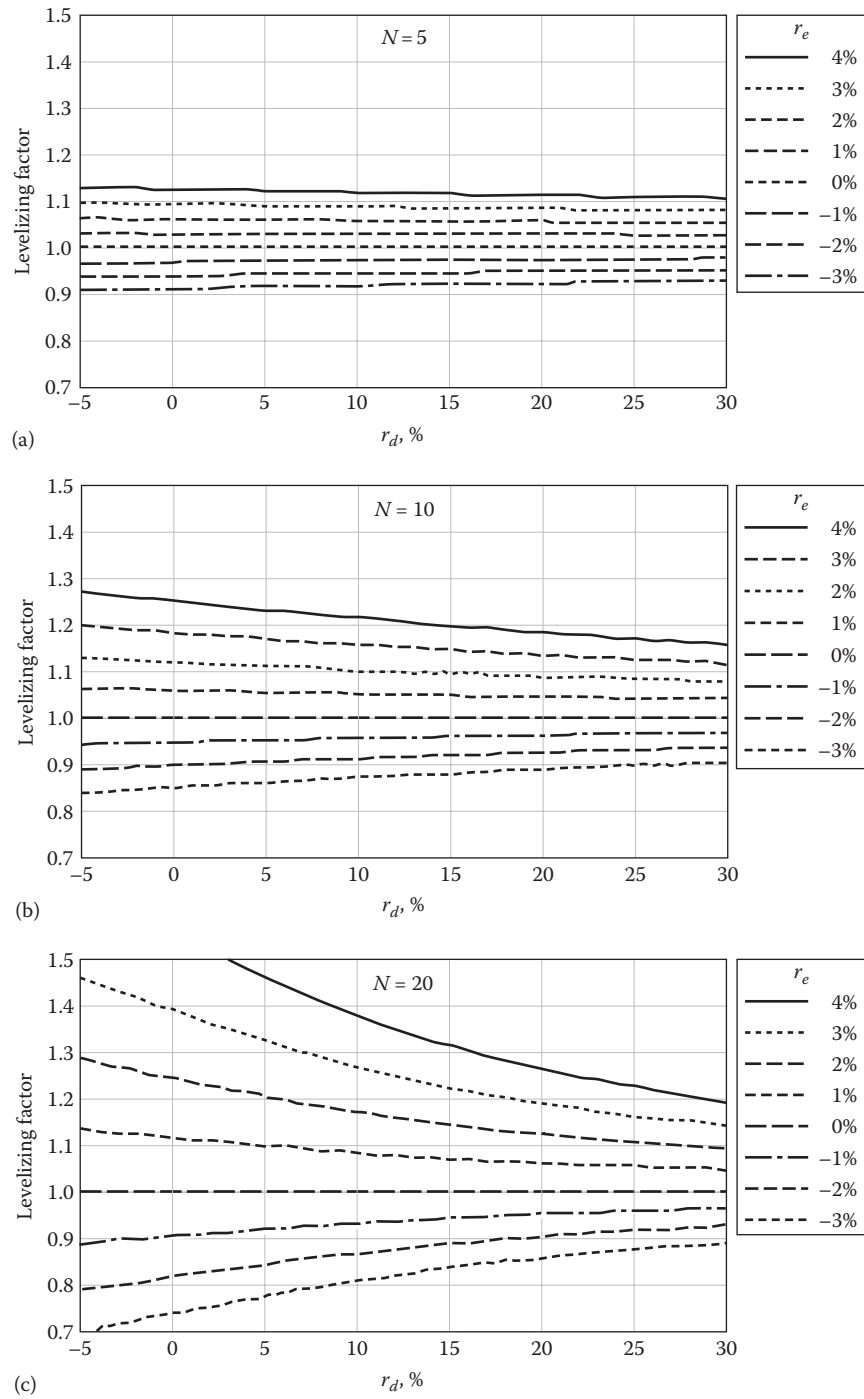 1.5
1.4
1.3
1.2
1.1
1.0
0.9
0.8
0.7
Levelizing factor
N = 5
–5 0 5 10 15 20 25 30
(a)
r_d, %
r_e
4%
3%
2%
1%
0%
–1%
–2%
–3%
1.5
1.4
1.3
1.2
1.1
1.0
0.9
0.8
0.7
Levelizing factor
N = 10
–5 0 5 10 15 20 25 30
(b)
r_d, %
r_e
4%
3%
2%
1%
0%
–1%
–2%
–3%
1.5
1.4
1.3
1.2
1.1
1.0
0.9
0.8
0.7
Levelizing factor
N = 20
–5 0 5 10 15 20 25 30
(c)
r_d, %
r_e
4%
3%
2%
1%
0%
–1%
–2%
–3%